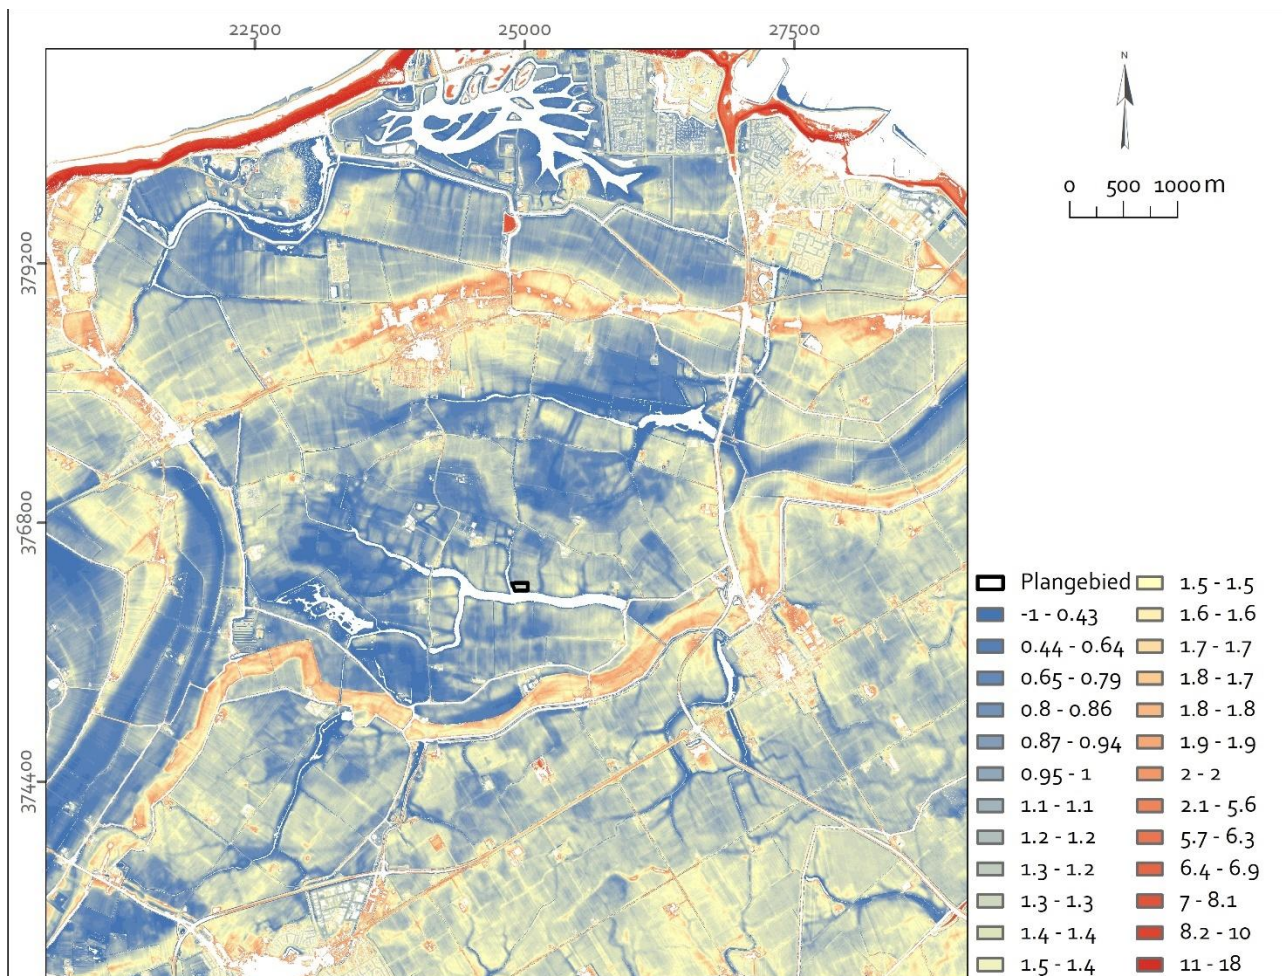 22500 25000 27500
N
0 500 1000 m
379200
376800
374400
Plangebied
-1 - 0.43
0.44 - 0.64
0.65 - 0.79
0.8 - 0.86
0.87 - 0.94
0.95 - 1
1.1 - 1.1
1.2 - 1.2
1.3 - 1.2
1.3 - 1.3
1.4 - 1.4
1.5 - 1.4
1.5 - 1.5
1.6 - 1.6
1.7 - 1.7
1.8 - 1.7
1.8 - 1.8
1.9 - 1.9
2 - 2
2.1 - 5.6
5.7 - 6.3
6.4 - 6.9
7 - 8.1
8.2 - 10
11 - 18